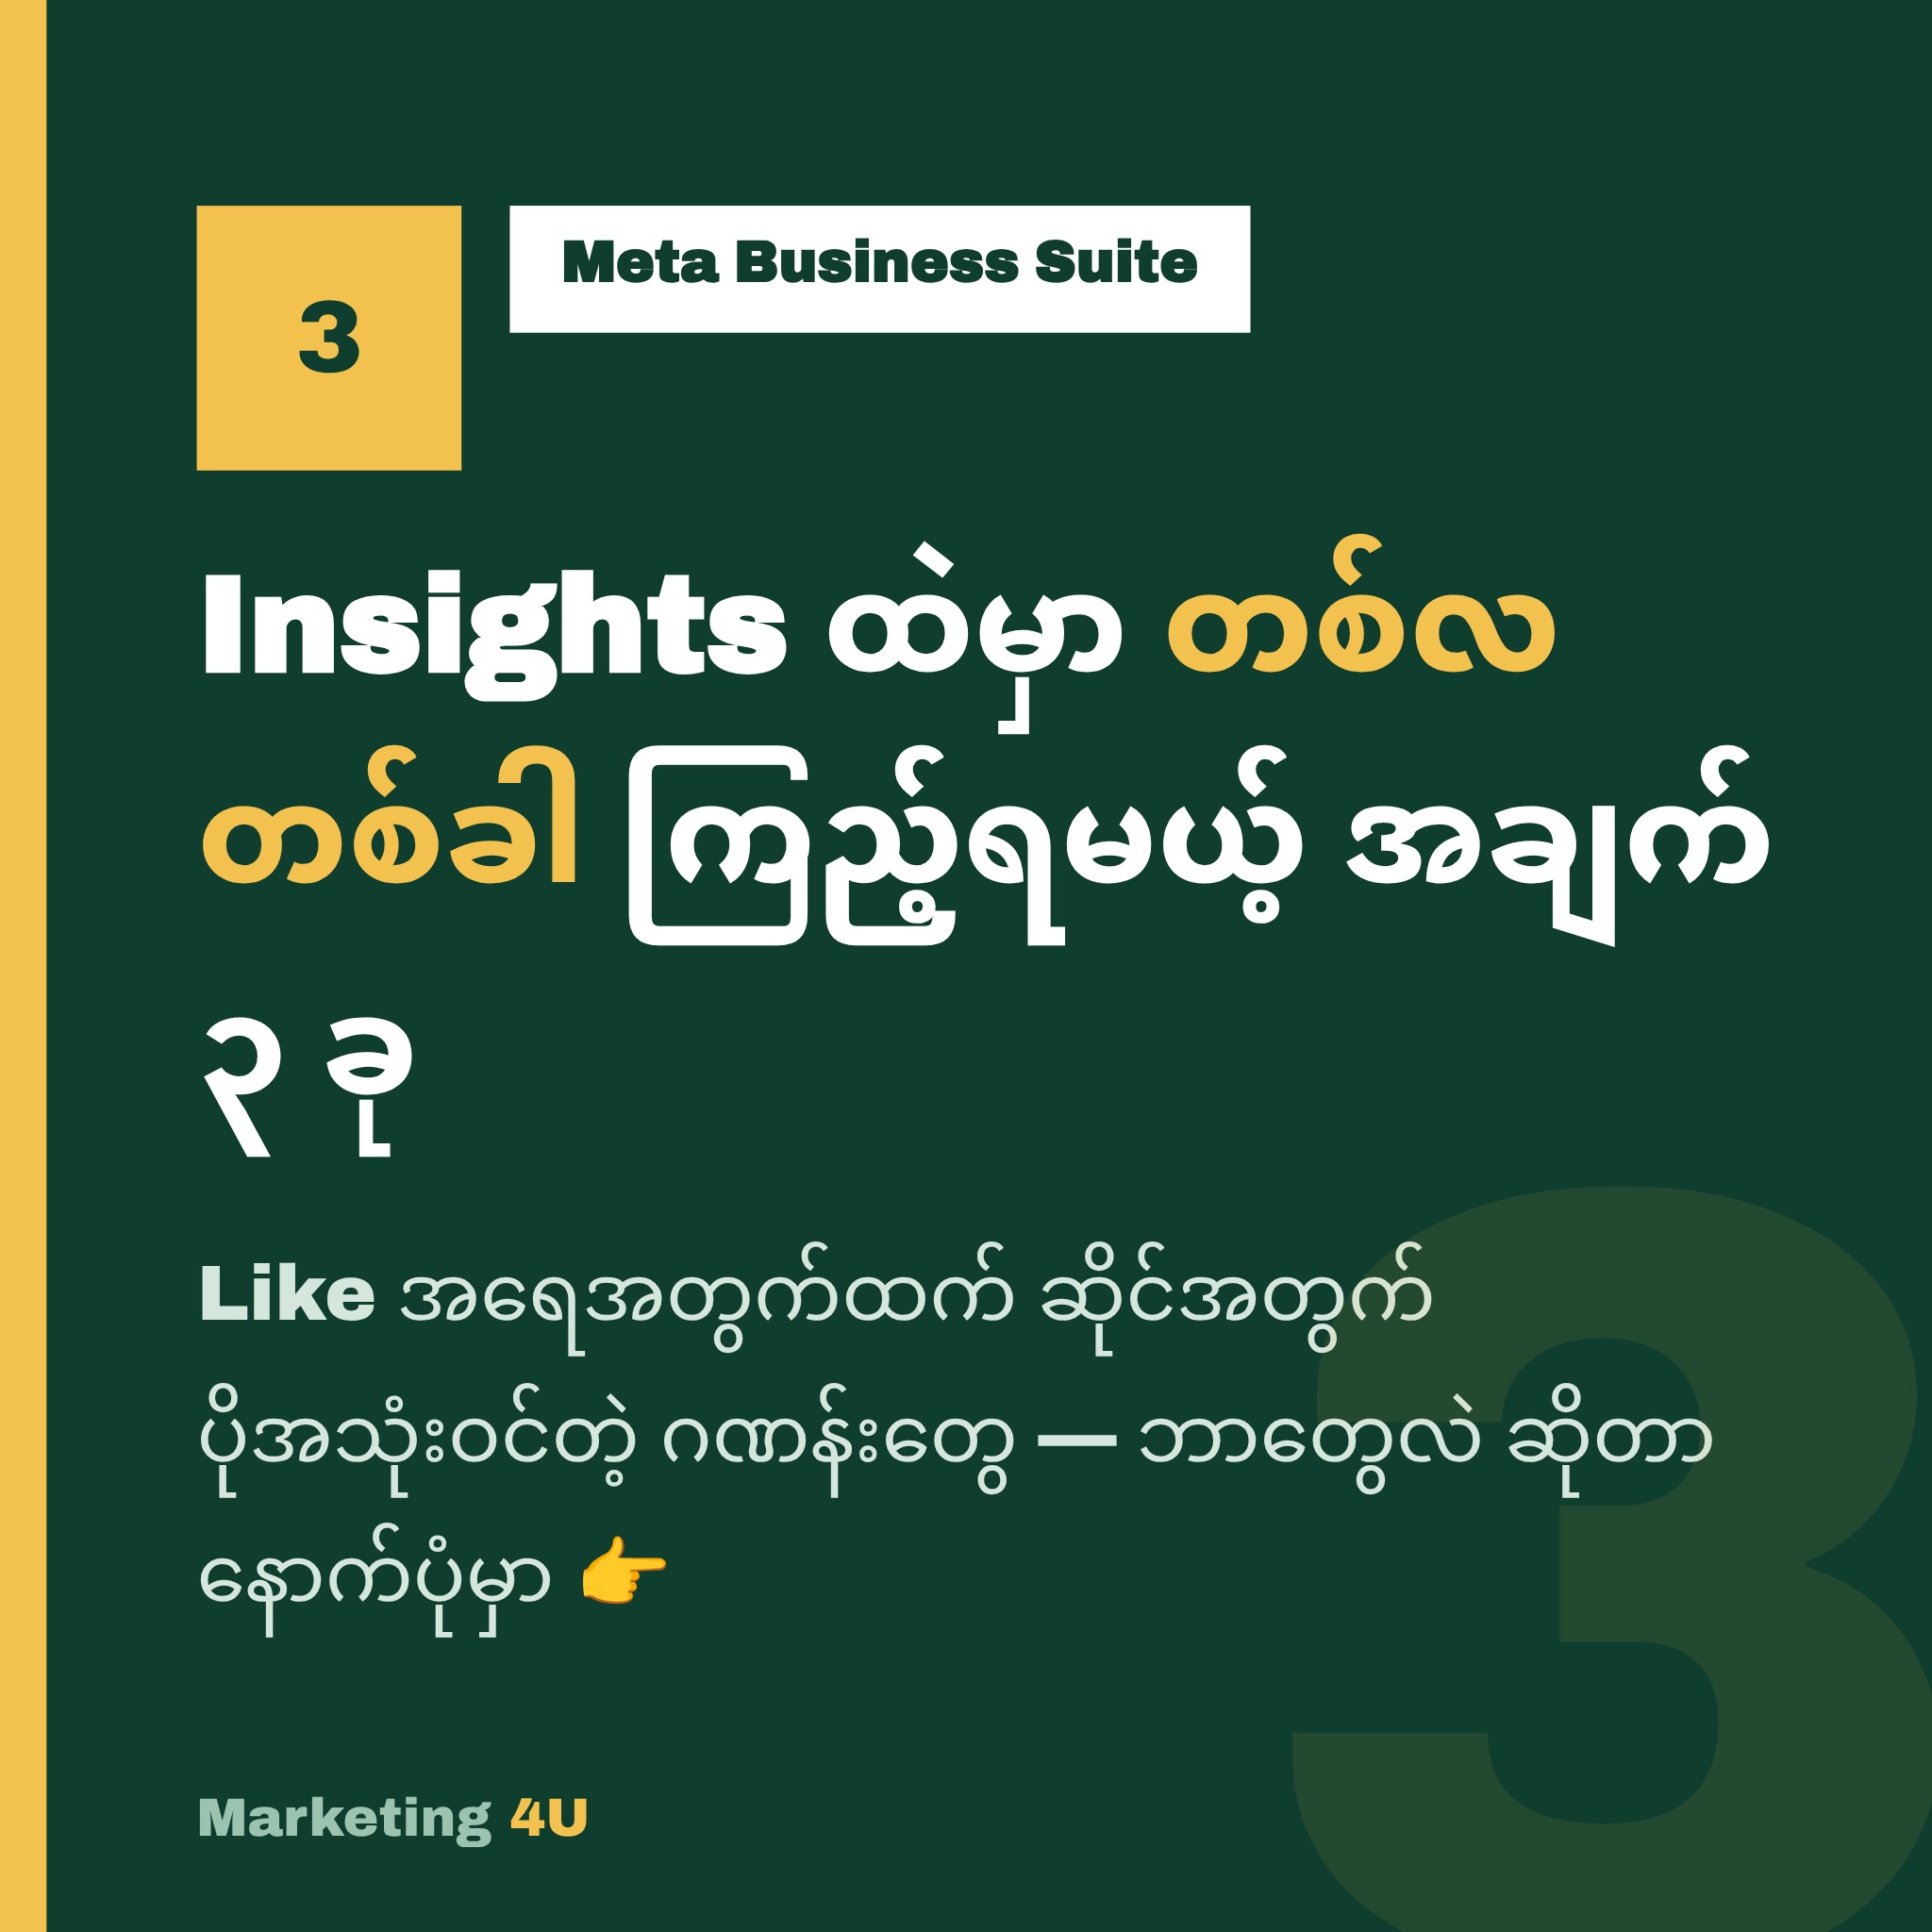 3
Meta Business Suite
Insights ထဲမှာ တစ်လ
တစ်ခါ ကြည့်ရမယ့် အချက်
၃ ခု
Like အရေအတွက်ထက် ဆိုင်အတွက်
ပိုအသုံးဝင်တဲ့ ဂဏန်းတွေ — ဘာတွေလဲ ဆိုတာ
နောက်ပုံမှာ 👉
3
Marketing 4U